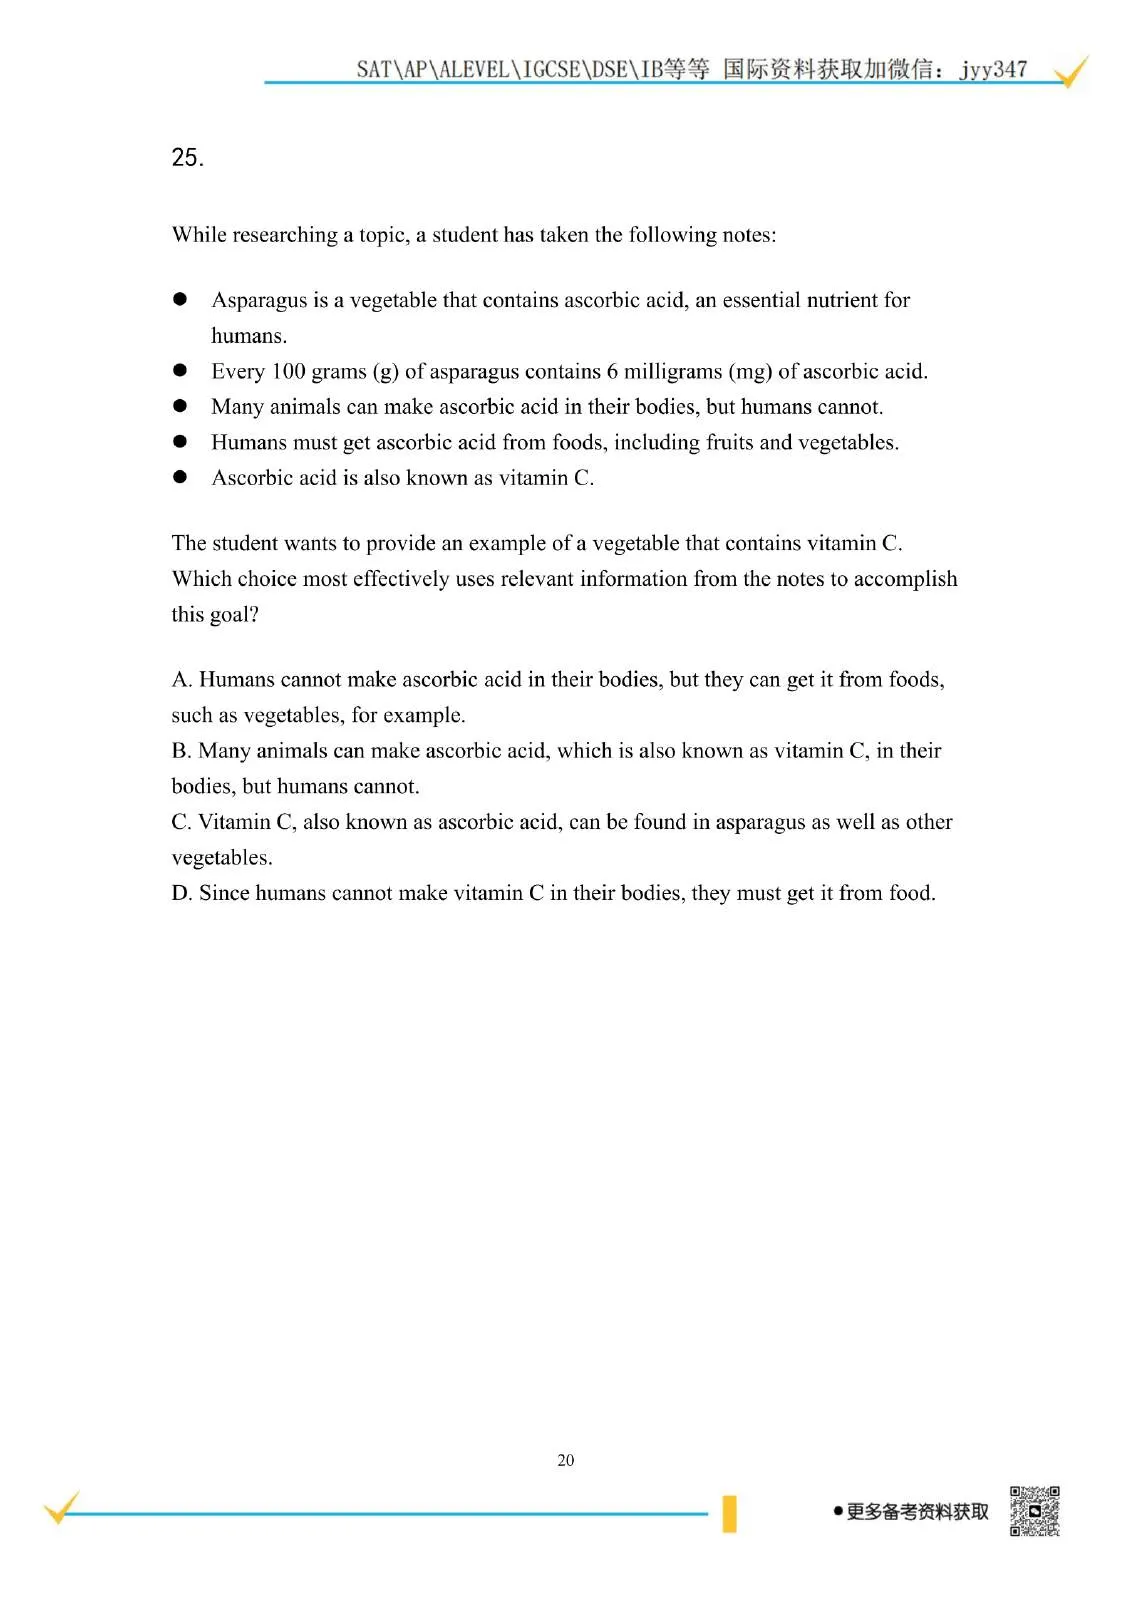 SAT\AP\ALEVEL\IGCSE\DSE\IB等等 国际资料获取加微信：jyy347
25.
While researching a topic, a student has taken the following notes:
● Asparagus is a vegetable that contains ascorbic acid, an essential nutrient for
humans.
● Every 100 grams (g) of asparagus contains 6 milligrams (mg) of ascorbic acid.
● Many animals can make ascorbic acid in their bodies, but humans cannot.
● Humans must get ascorbic acid from foods, including fruits and vegetables.
● Ascorbic acid is also known as vitamin C.
The student wants to provide an example of a vegetable that contains vitamin C.
Which choice most effectively uses relevant information from the notes to accomplish
this goal?
A. Humans cannot make ascorbic acid in their bodies, but they can get it from foods,
such as vegetables, for example.
B. Many animals can make ascorbic acid, which is also known as vitamin C, in their
bodies, but humans cannot.
C. Vitamin C, also known as ascorbic acid, can be found in asparagus as well as other
vegetables.
D. Since humans cannot make vitamin C in their bodies, they must get it from food.
20
●更多备考资料获取